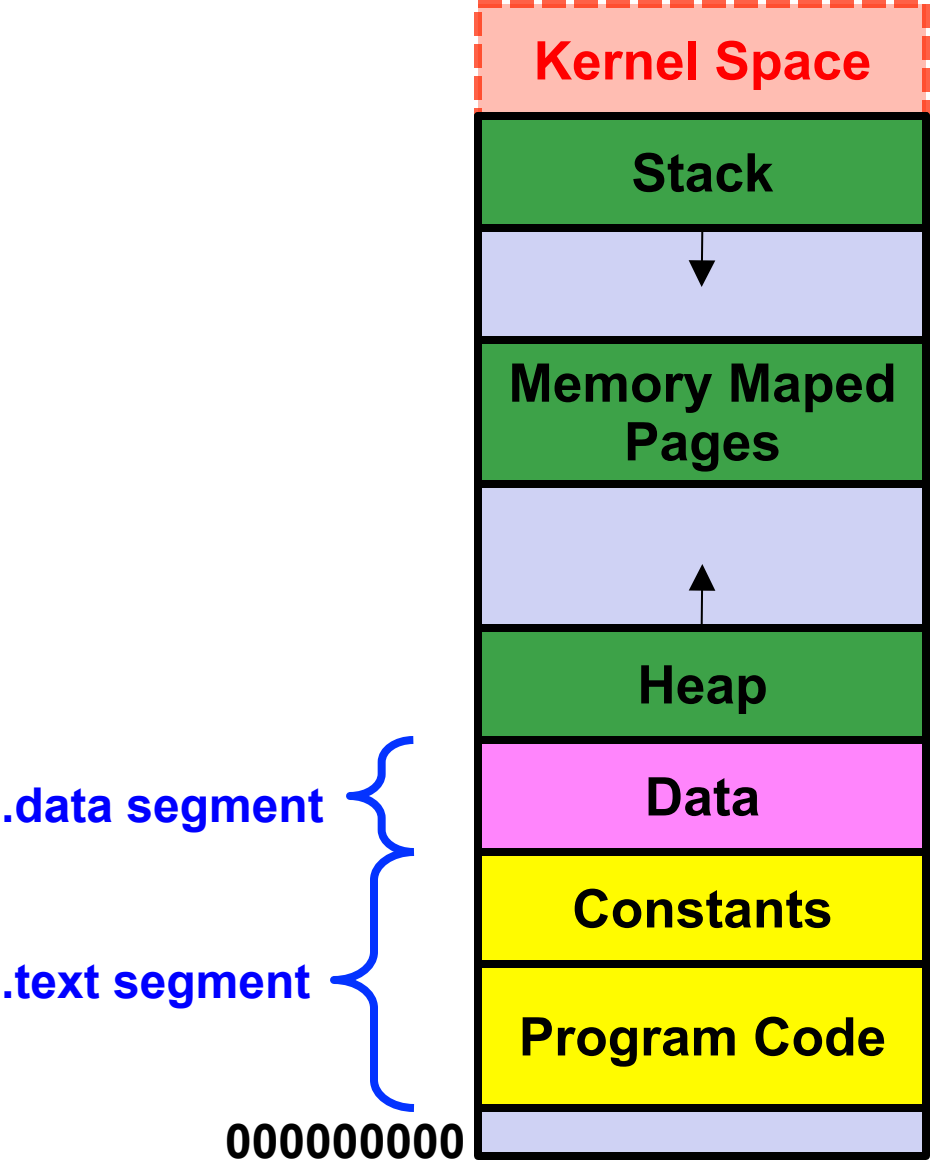 Kernel Space
Stack
Memory Maped
Pages
Heap
.data segment
Data
Constants
.text segment
Program Code
000000000